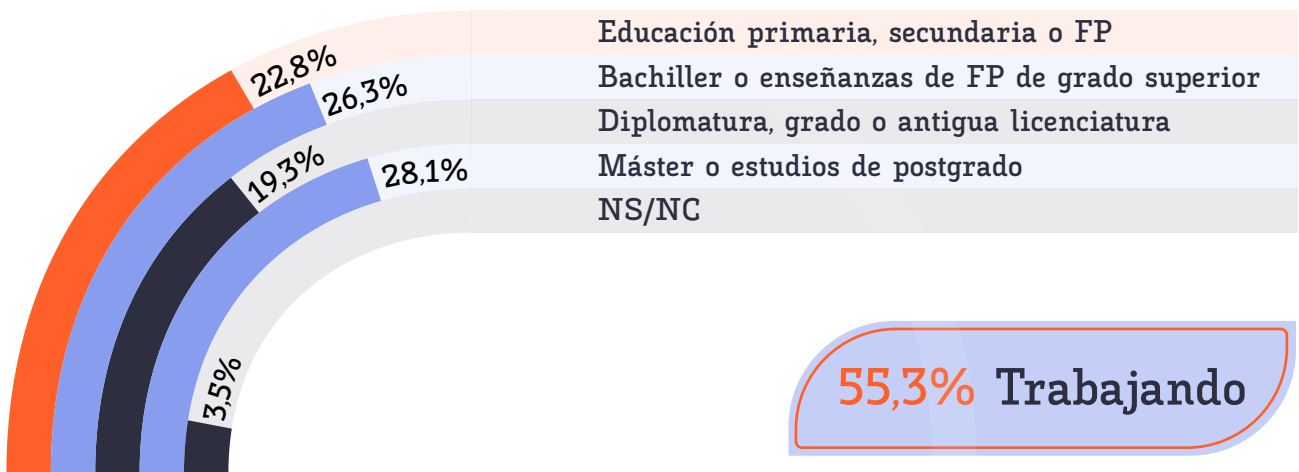 22,8% Educación primaria, secundaria o FP
26,3% Bachiller o enseñanzas de FP de grado superior
19,3% Diplomatura, grado o antigua licenciatura
28,1% Máster o estudios de postgrado
3,5% NS/NC
55,3% Trabajando